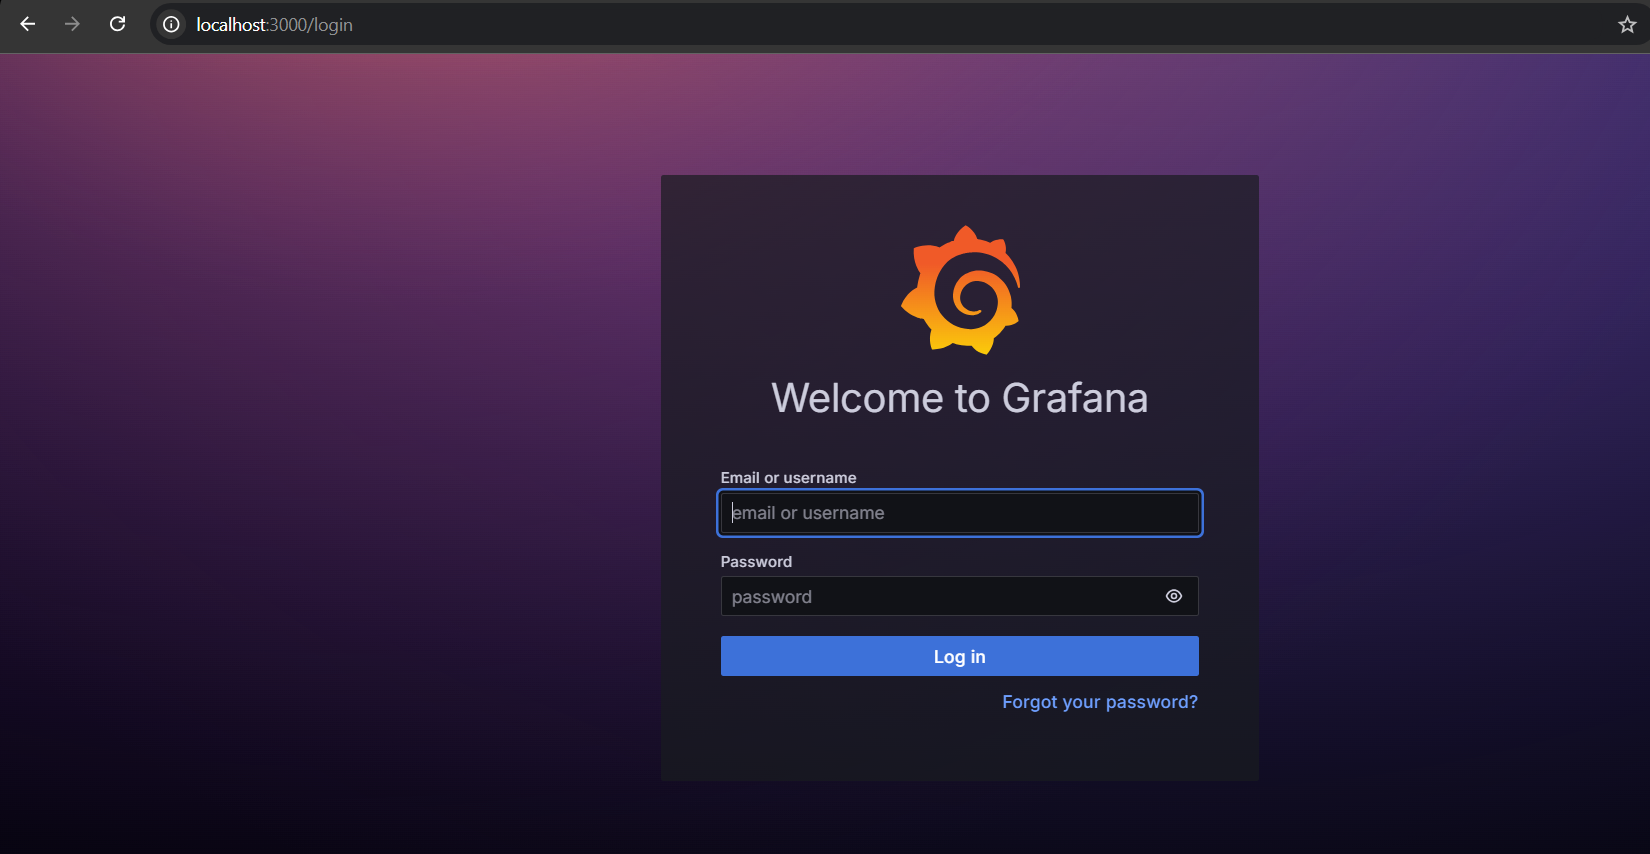 localhost:3000/login
Welcome to Grafana
Email or username
email or username
Password
password
Log in
Forgot your password?